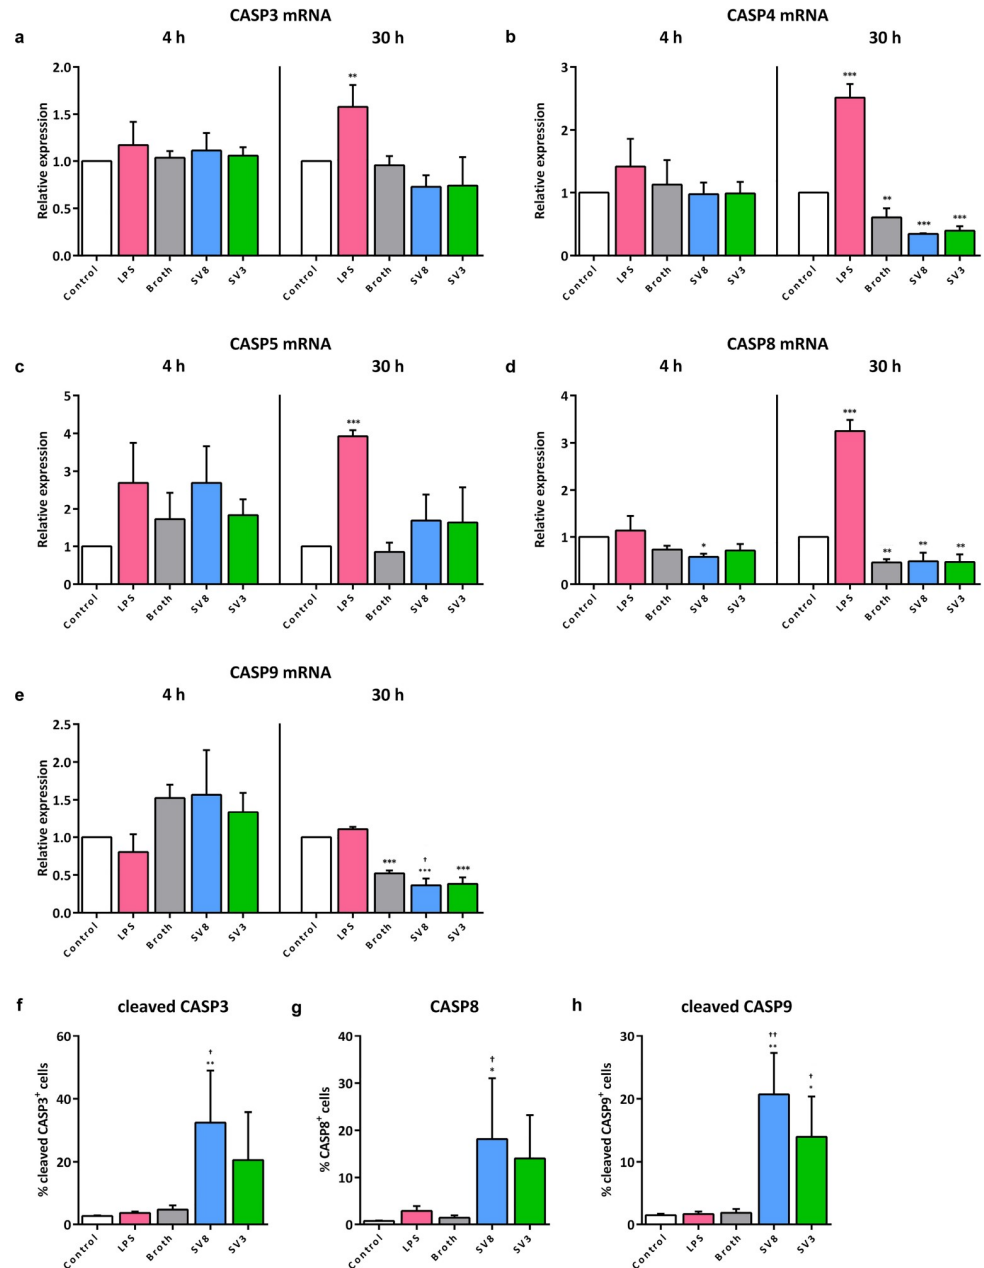 CASP3 mRNA
a
4 h
30 h
Relative expression
2.0
1.5
1.0
0.5
0.0
**
Control
LPS
Broth
SV8
SV3
Control
LPS
Broth
SV8
SV3
CASP4 mRNA
b
4 h
30 h
Relative expression
3
2
1
0
***
**
***
***
Control
LPS
Broth
SV8
SV3
Control
LPS
Broth
SV8
SV3
CASP5 mRNA
c
4 h
30 h
Relative expression
5
4
3
2
1
0
***
Control
LPS
Broth
SV8
SV3
Control
LPS
Broth
SV8
SV3
CASP8 mRNA
d
4 h
30 h
Relative expression
4
3
2
1
0
*
***
**
**
**
Control
LPS
Broth
SV8
SV3
Control
LPS
Broth
SV8
SV3
CASP9 mRNA
e
4 h
30 h
Relative expression
2.5
2.0
1.5
1.0
0.5
0.0
***
†
***
***
Control
LPS
Broth
SV8
SV3
Control
LPS
Broth
SV8
SV3
f
cleaved CASP3
% cleaved CASP3+ cells
60
40
20
0
†
**
Control
LPS
Broth
SV8
SV3
g
CASP8
% CASP8+ cells
40
30
20
10
0
†
*
Control
LPS
Broth
SV8
SV3
h
cleaved CASP9
% cleaved CASP9+ cells
30
20
10
0
††
**
†
*
Control
LPS
Broth
SV8
SV3